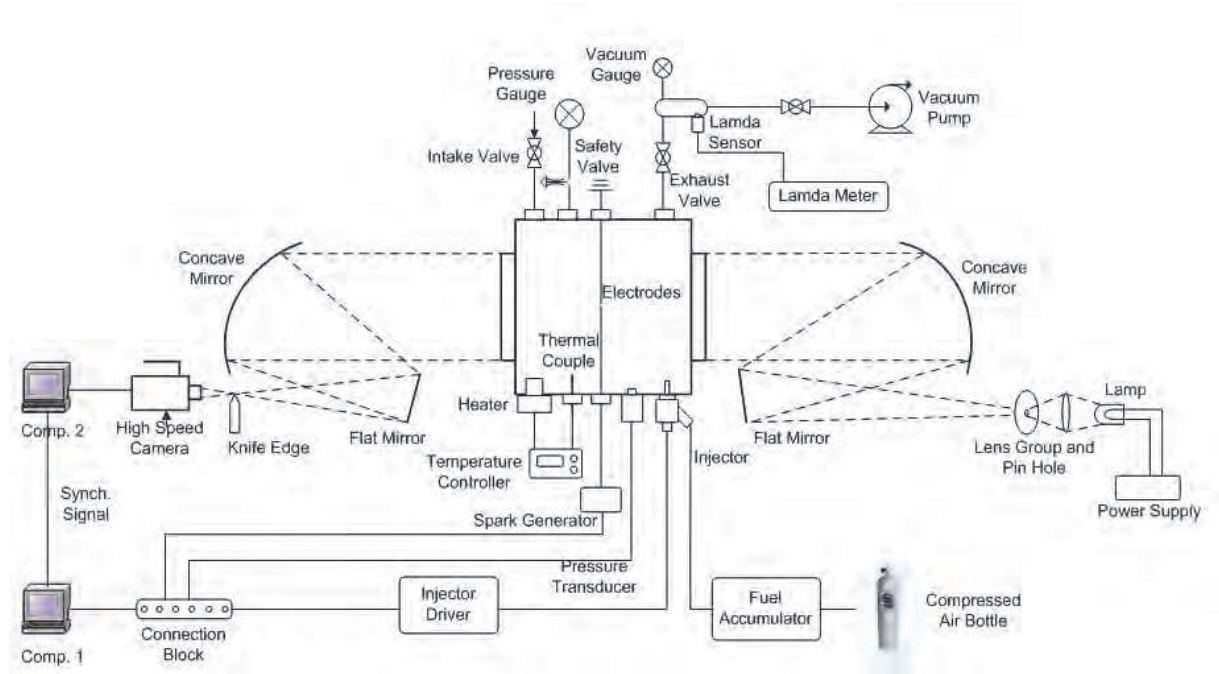 Vacuum
Gauge
Pressure
Gauge
Vacuum
Pump
Lamda
Sensor
Safety
Valve
Intake Valve
Exhaust
Valve
Lamda Meter
Concave
Mirror
Concave
Mirror
Electrodes
Thermal
Couple
Lamp
Heater
Comp. 2
High Speed
Camera
Knife Edge
Flat Mirror
Flat Mirror
Lens Group and
Pin Hole
Temperature
Controller
Injector
Synch.
Signal
Spark Generator
Power Supply
Pressure
Transducer
Injector
Driver
Fuel
Accumulator
Compressed
Air Bottle
Connection
Block
Comp. 1